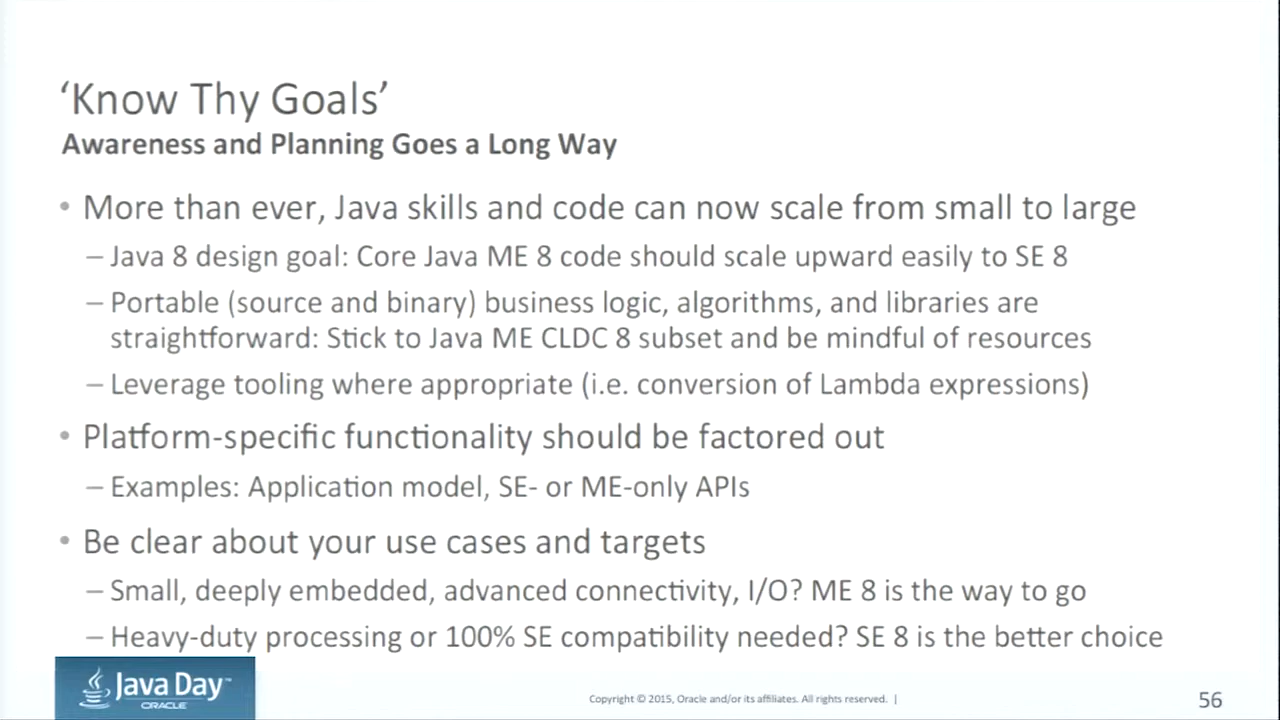 ‘Know Thy Goals’
Awareness and Planning Goes a Long Way
• More than ever, Java skills and code can now scale from small to large
– Java 8 design goal: Core Java ME 8 code should scale upward easily to SE 8
– Portable (source and binary) business logic, algorithms, and libraries are
straightforward: Stick to Java ME CLDC 8 subset and be mindful of resources
– Leverage tooling where appropriate (i.e. conversion of Lambda expressions)
• Platform-specific functionality should be factored out
– Examples: Application model, SE- or ME-only APIs
• Be clear about your use cases and targets
– Small, deeply embedded, advanced connectivity, I/O? ME 8 is the way to go
– Heavy-duty processing or 100% SE compatibility needed? SE 8 is the better choice
Java Day™
ORACLE
Copyright © 2015, Oracle and/or its affiliates. All rights reserved. |
56